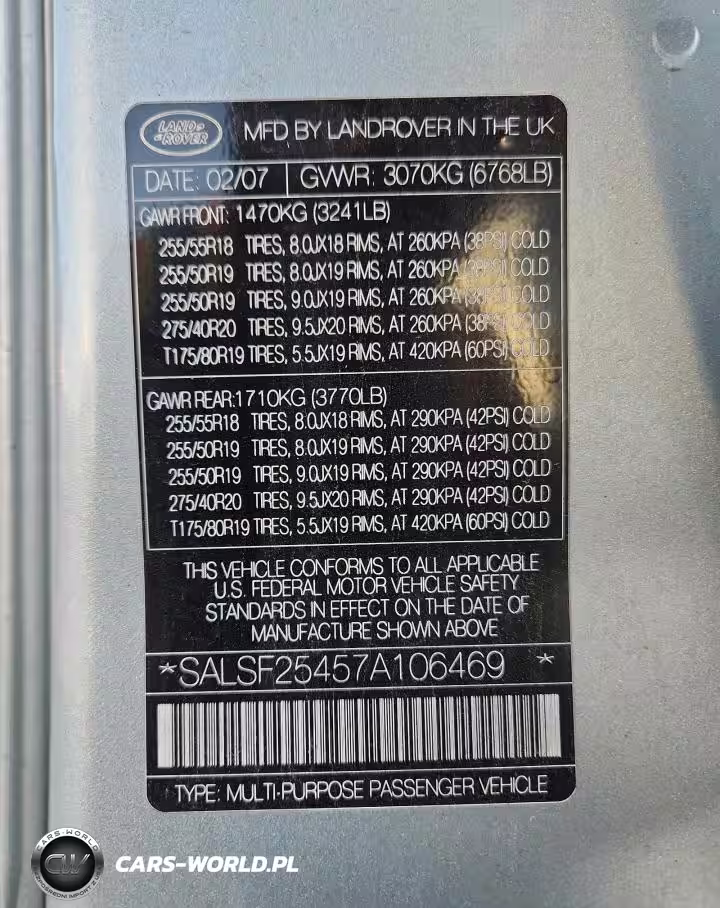 LAND ROVER
MFD BY LANDROVER IN THE UK
DATE: 02/07 GVWR: 3070KG (6768LB)
GAWR FRONT: 1470KG (3241LB)
255/55R18 TIRES, 8.0JX18 RIMS, AT 260KPA (38PSI) COLD
255/50R19 TIRES, 8.0JX19 RIMS, AT 260KPA (38PSI) COLD
255/50R19 TIRES, 9.0JX19 RIMS, AT 260KPA (38PSI) COLD
275/40R20 TIRES, 9.5JX20 RIMS, AT 260KPA (38PSI) COLD
T175/80R19 TIRES, 5.5JX19 RIMS, AT 420KPA (60PSI) COLD
GAWR REAR:1710KG (3770LB)
255/55R18 TIRES, 8.0JX18 RIMS, AT 290KPA (42PSI) COLD
255/50R19 TIRES, 8.0JX19 RIMS, AT 290KPA (42PSI) COLD
255/50R19 TIRES, 9.0JX19 RIMS, AT 290KPA (42PSI) COLD
275/40R20 TIRES, 9.5JX20 RIMS, AT 290KPA (42PSI) COLD
T175/80R19 TIRES, 5.5JX19 RIMS, AT 420KPA (60PSI) COLD
THIS VEHICLE CONFORMS TO ALL APPLICABLE
U.S. FEDERAL MOTOR VEHICLE SAFETY
STANDARDS IN EFFECT ON THE DATE OF
MANUFACTURE SHOWN ABOVE
*SALSF25457A106469 *
TYPE: MULTI-PURPOSE PASSENGER VEHICLE
CARS-WORLD
CW
CARS-WORLD.PL